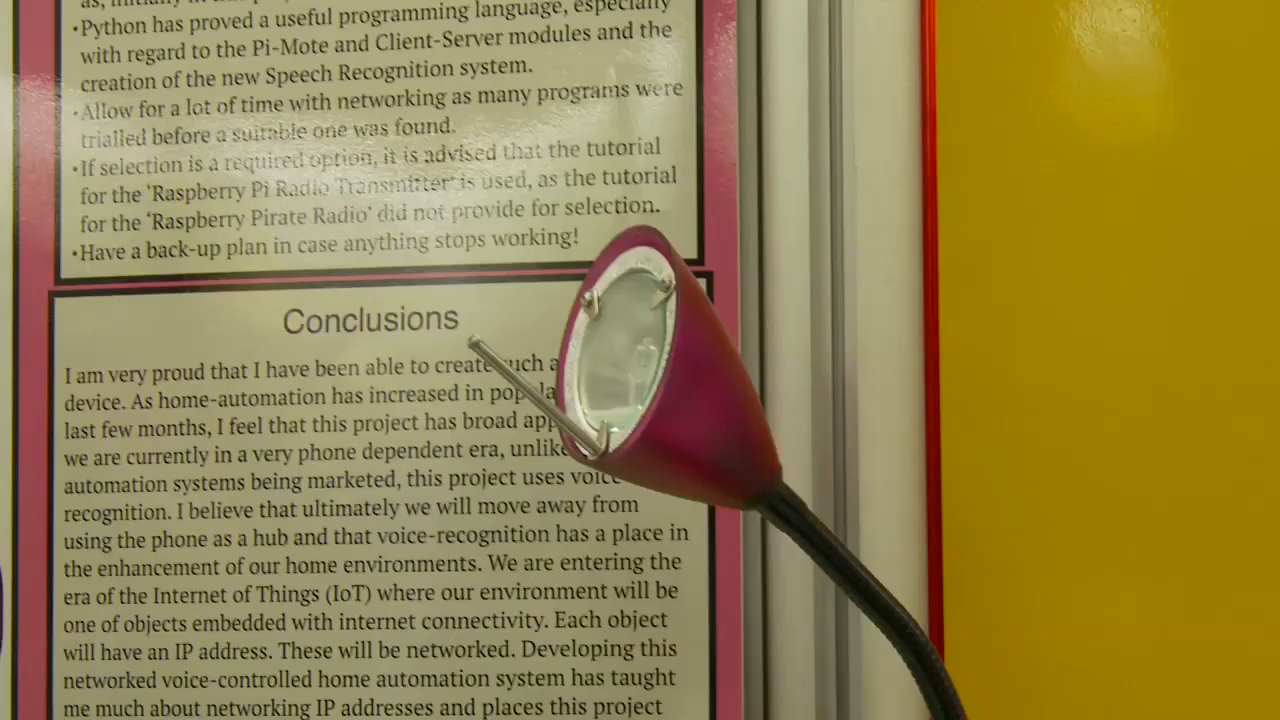 as, initially in
•Python has proved a useful programming language, especially
with regard to the Pi-Mote and Client-Server modules and the
creation of the new Speech Recognition system.
•Allow for a lot of time with networking as many programs were
trialled before a suitable one was found.
•If selection is a required option, it is advised that the tutorial
for the ‘Raspberry Pi Radio Transmitter’ is used, as the tutorial
for the ‘Raspberry Pirate Radio’ did not provide for selection.
•Have a back-up plan in case anything stops working!
Conclusions
I am very proud that I have been able to create such a
device. As home-automation has increased in
last few months, I feel that this project has broad
we are currently in a very phone dependent era,
automation systems being marketed, this project uses voice
recognition. I believe that ultimately we will move away from
using the phone as a hub and that voice-recognition has a place in
the enhancement of our home environments. We are entering the
era of the Internet of Things (IoT) where our environment will be
one of objects embedded with internet connectivity. Each object
will have an IP address. These will be networked. Developing this
networked voice-controlled home automation system has taught
me much about networking IP addresses and places this project